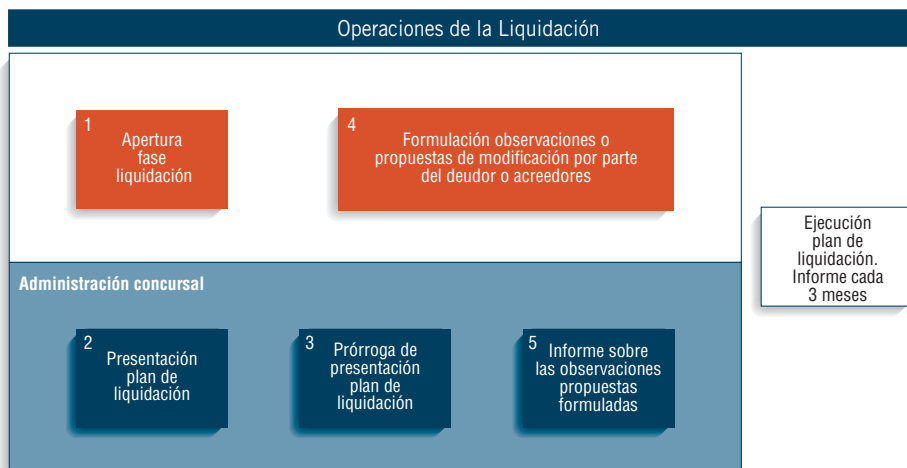 Operaciones de la Liquidación
1
Apertura
fase
liquidación
4
Formulación observaciones o
propuestas de modificación por parte
del deudor o acreedores
Ejecución
plan de
liquidación.
Informe cada
3 meses
Administración concursal
2
Presentación
plan de
liquidación
3
Prórroga de
presentación
plan de
liquidación
5
Informe sobre
las observaciones
propuestas
formuladas